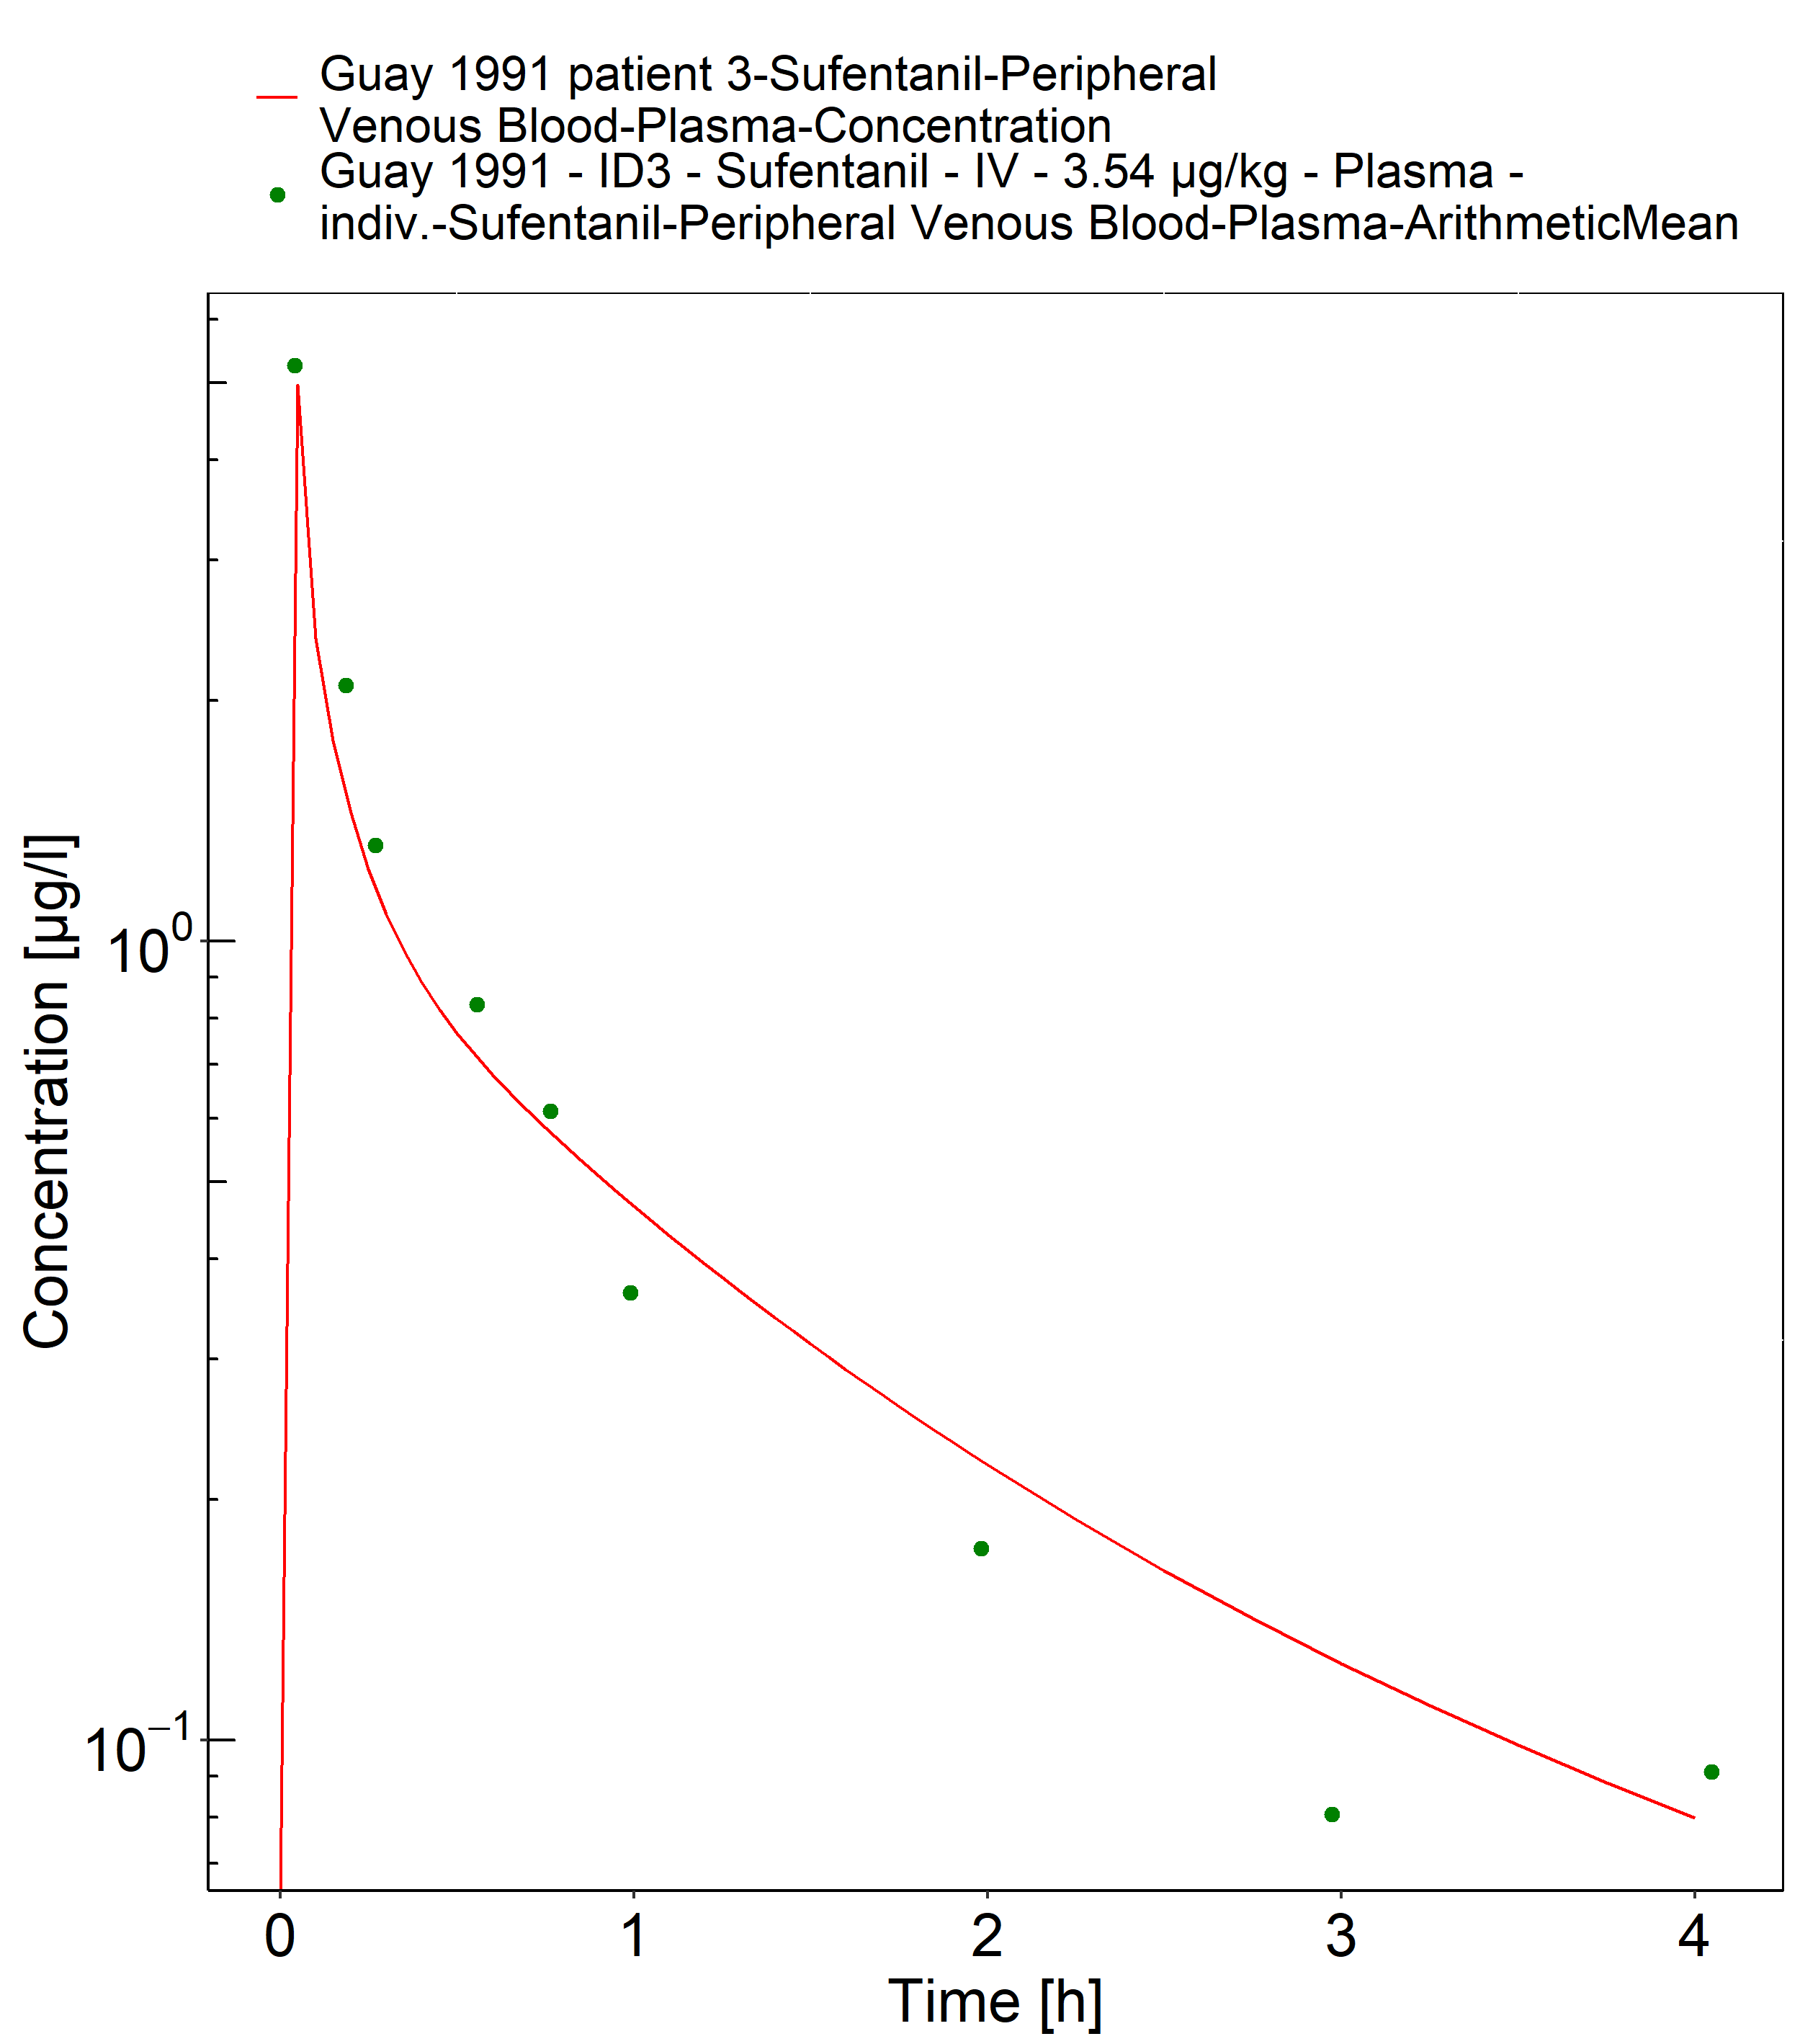 Guay 1991 patient 3-Sufentanil-Peripheral
Venous Blood-Plasma-Concentration
Guay 1991 - ID3 - Sufentanil - IV - 3.54 µg/kg - Plasma -
indiv.-Sufentanil-Peripheral Venous Blood-Plasma-ArithmeticMean
Concentration [µg/l]
10⁰
10⁻¹
0 1 2 3 4
Time [h]